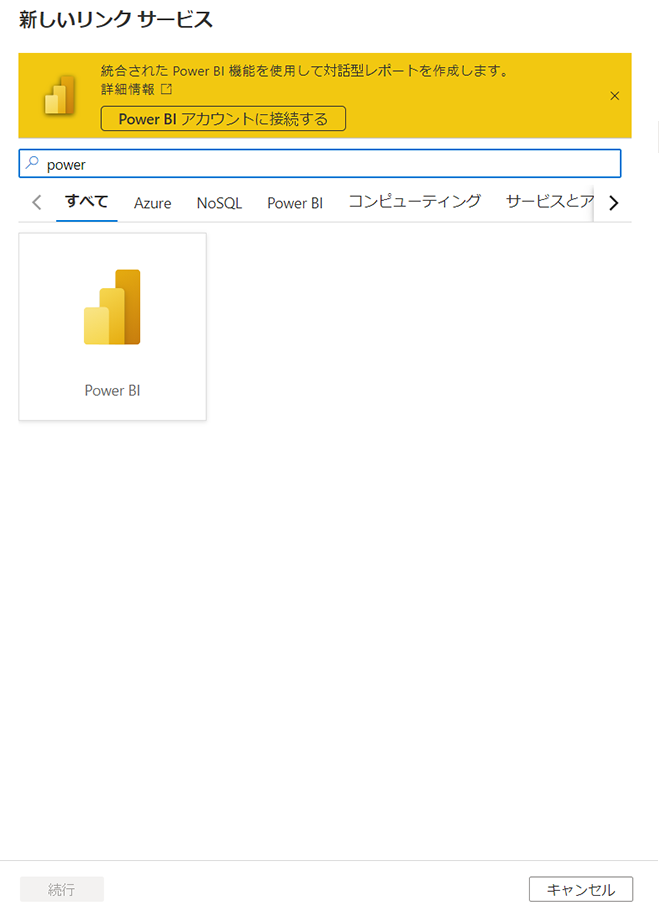 新しいリンク サービス
統合された Power BI 機能を使用して対話型レポートを作成します。
詳細情報
Power BI アカウントに接続する
power
すべて Azure NoSQL Power BI コンピューティング サービスとア
Power BI
続行 キャンセル